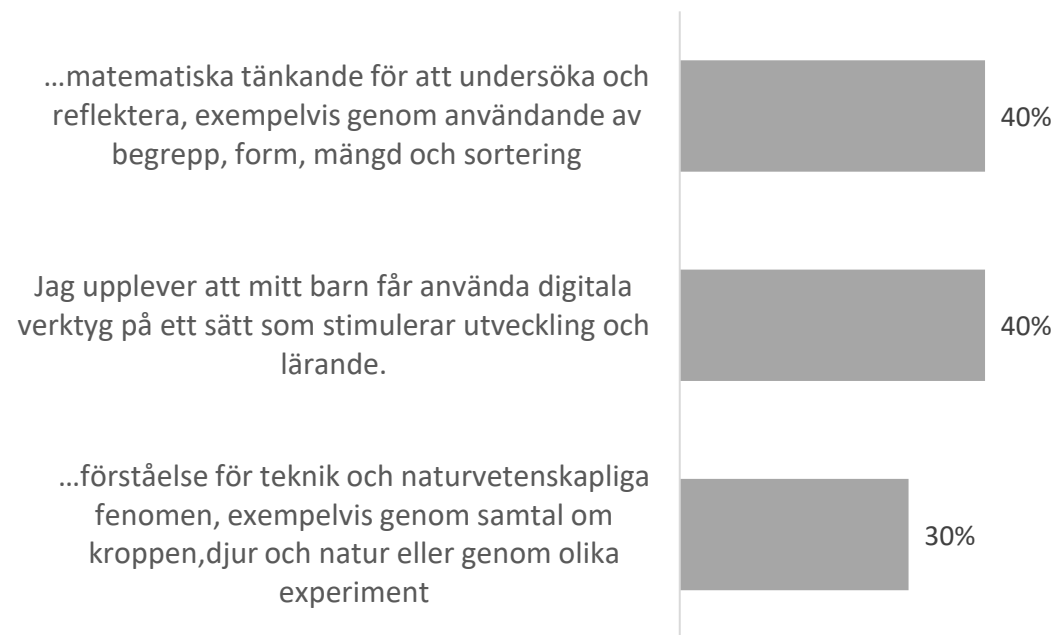 …matematiska tänkande för att undersöka och
reflektera, exempelvis genom användande av
begrepp, form, mängd och sortering
40%
Jag upplever att mitt barn får använda digitala
verktyg på ett sätt som stimulerar utveckling och
lärande.
40%
…förståelse för teknik och naturvetenskapliga
fenomen, exempelvis genom samtal om
kroppen,djur och natur eller genom olika
experiment
30%